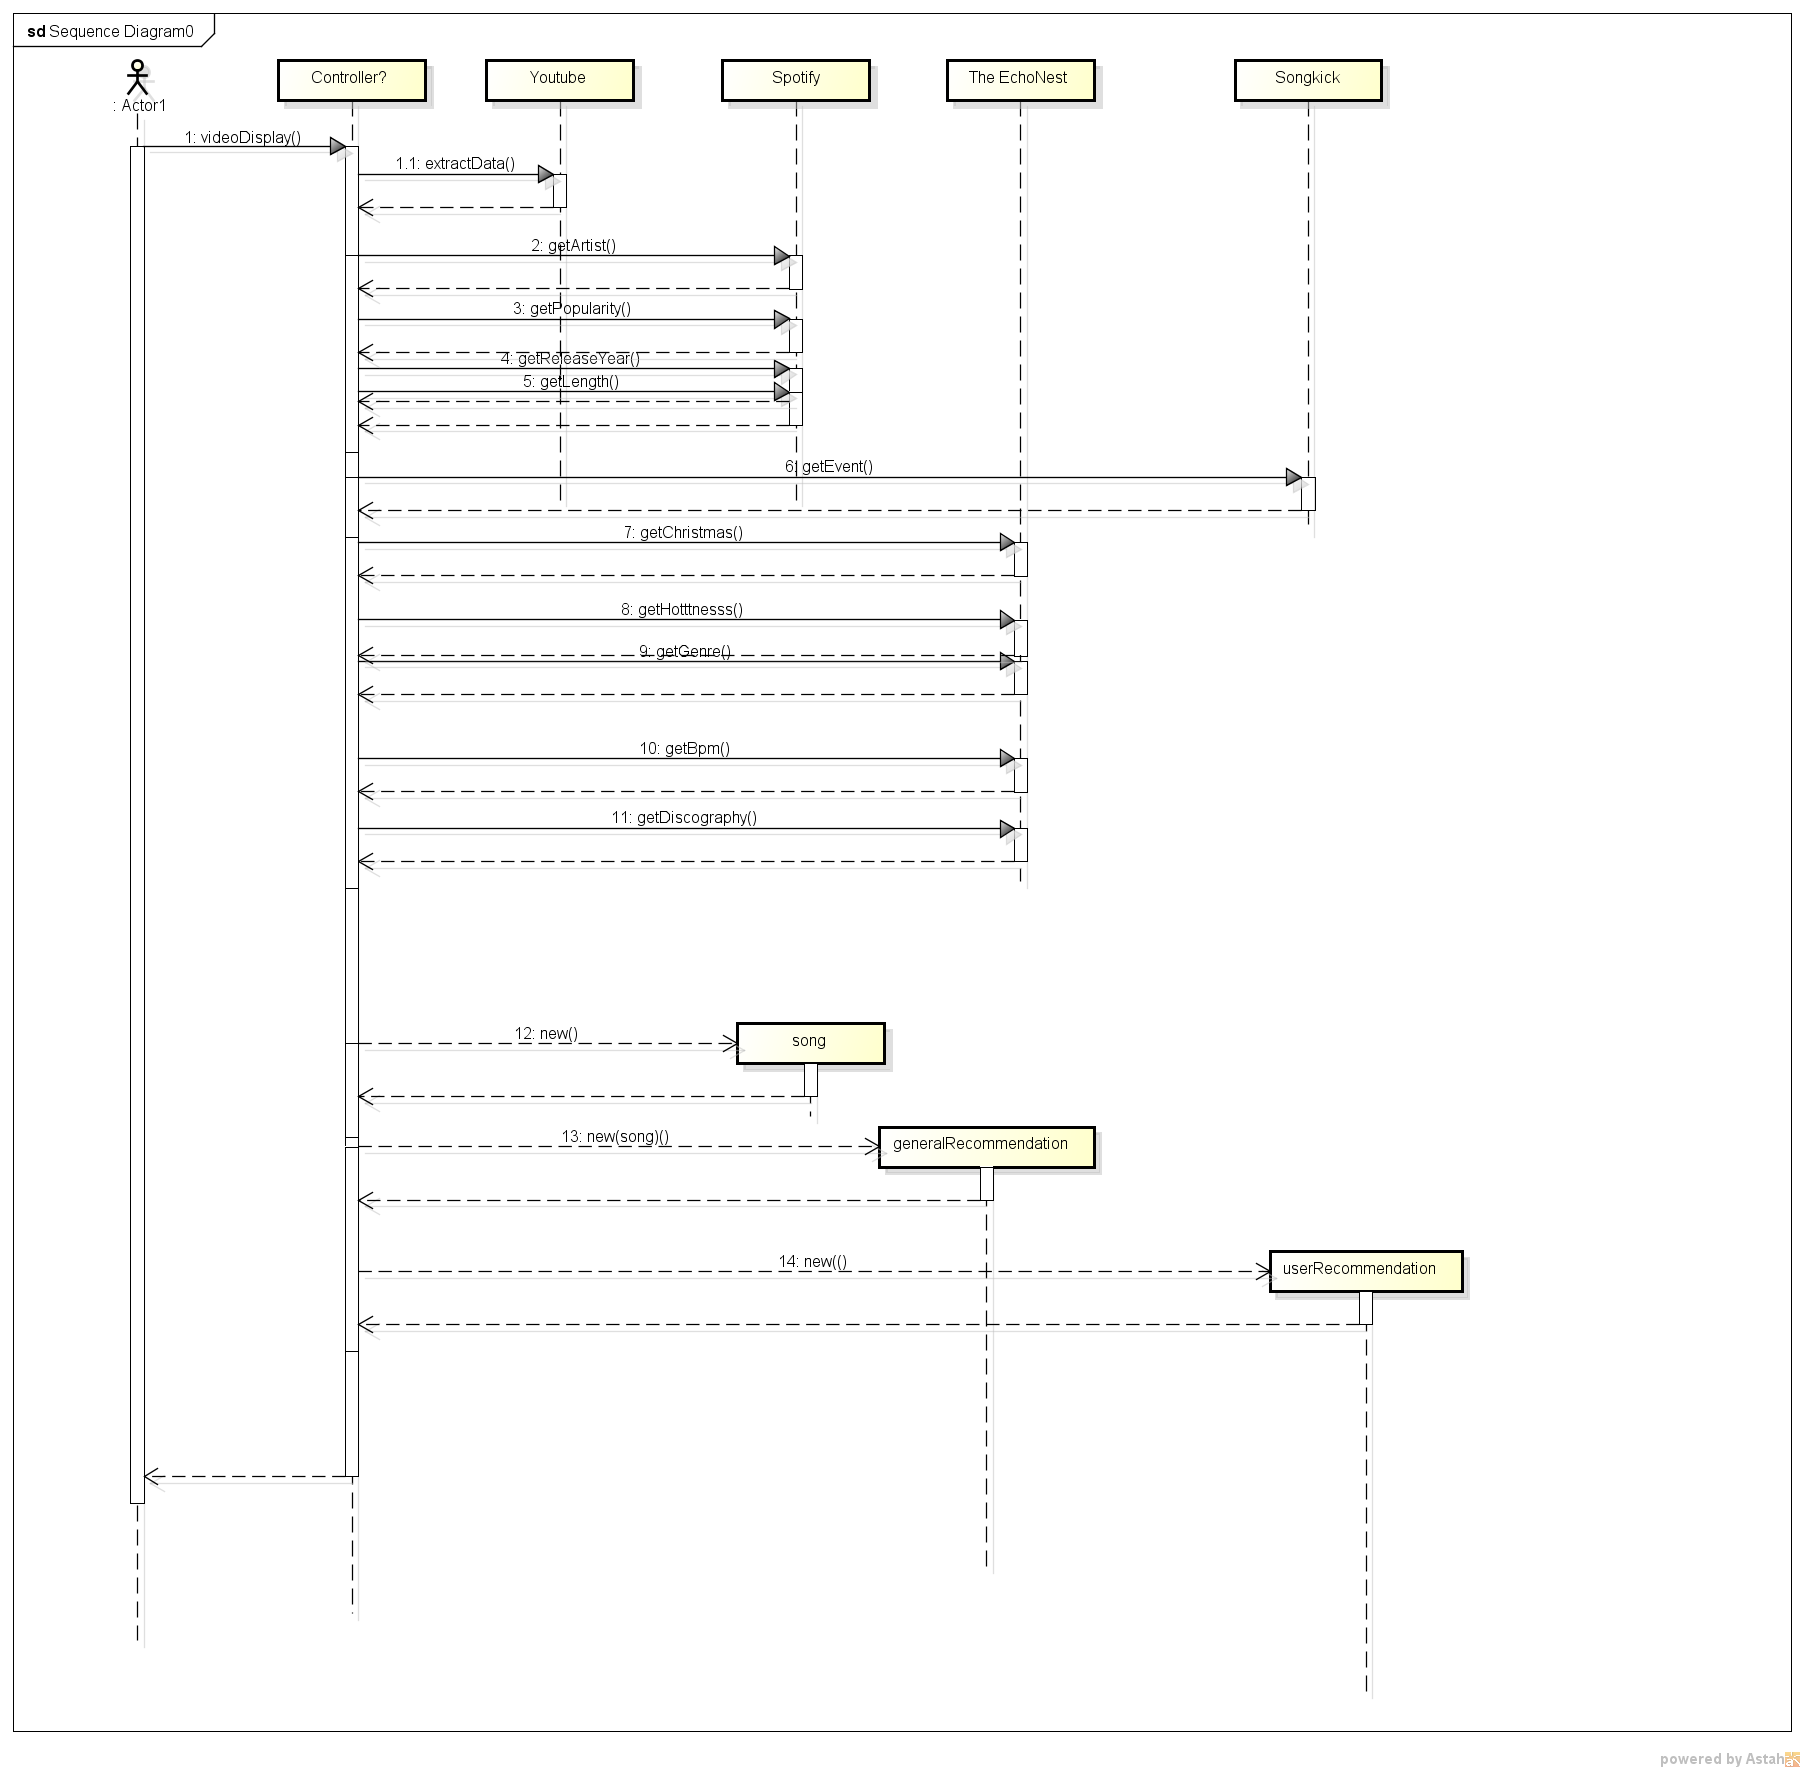 sd Sequence Diagram0
: Actor1
Controller?
Youtube
Spotify
The EchoNest
Songkick
1: videoDisplay()
1.1: extractData()
2: getArtist()
3: getPopularity()
4: getReleaseYear()
5: getLength()
6: getEvent()
7: getChristmas()
8: getHotttnesss()
9: getGenre()
10: getBpm()
11: getDiscography()
12: new()
song
13: new(song)()
generalRecommendation
14: new(()
userRecommendation
powered by Astah